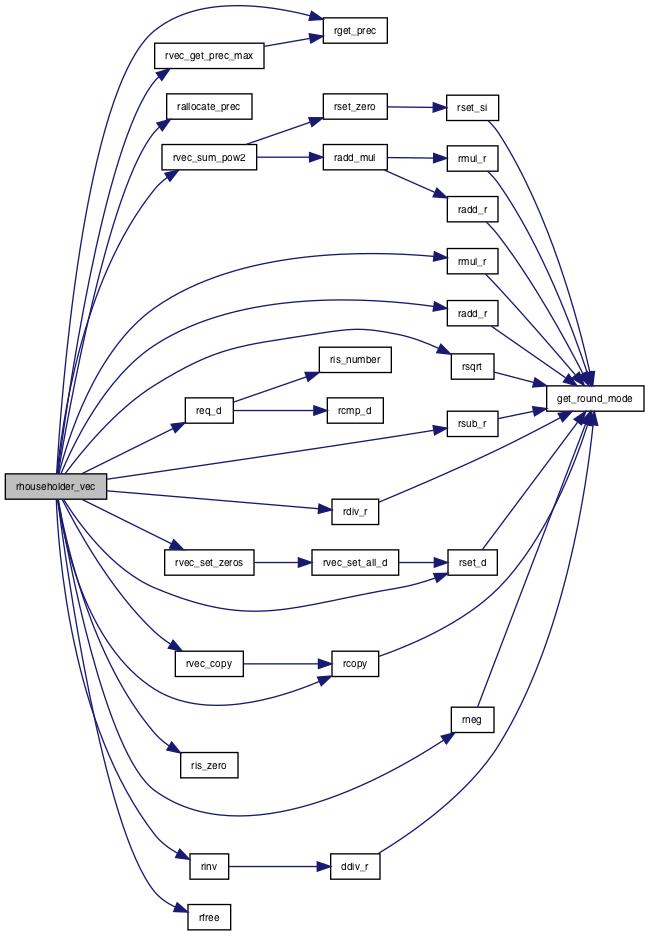 rget_prec
rvec_get_prec_max
rallocate_prec
rset_zero
rset_si
rvec_sum_pow2
radd_mul
rmul_r
radd_r
rmul_r
radd_r
ris_number
rsqrt
get_round_mode
req_d
rcmp_d
rsub_r
rhouseholder_vec
rdiv_r
rvec_set_zeros
rvec_set_all_d
rset_d
rvec_copy
rcopy
rneg
ris_zero
rinv
ddiv_r
rfree